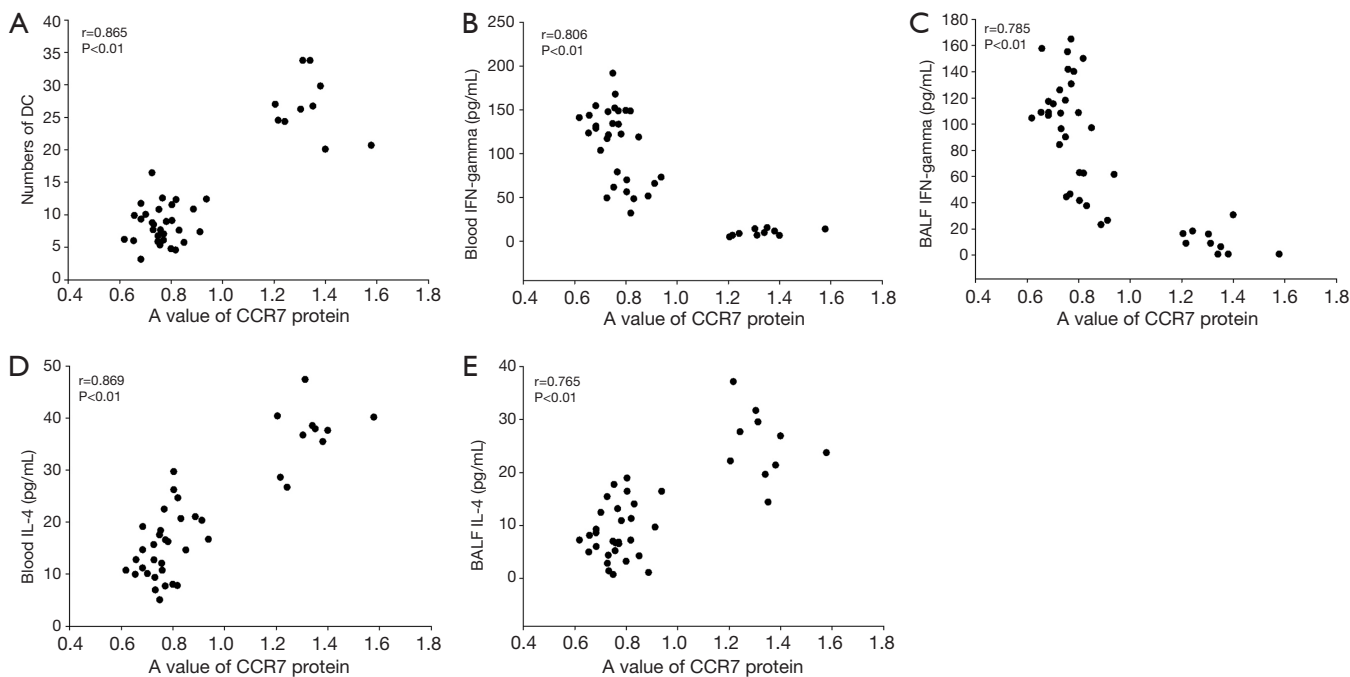 A
r=0.865
P<0.01
Numbers of DC
40
35
30
25
20
15
10
5
0
0.4 0.6 0.8 1.0 1.2 1.4 1.6 1.8
A value of CCR7 protein
B
r=0.806
P<0.01
Blood IFN-gamma (pg/mL)
250
200
150
100
50
0
0.4 0.6 0.8 1.0 1.2 1.4 1.6 1.8
A value of CCR7 protein
C
r=0.785
P<0.01
BALF IFN-gamma (pg/mL)
180
160
140
120
100
80
60
40
20
0
0.4 0.6 0.8 1.0 1.2 1.4 1.6 1.8
A value of CCR7 protein
D
r=0.869
P<0.01
Blood IL-4 (pg/mL)
50
40
30
20
10
0
0.4 0.6 0.8 1.0 1.2 1.4 1.6 1.8
A value of CCR7 protein
E
r=0.765
P<0.01
BALF IL-4 (pg/mL)
40
30
20
10
0
0.4 0.6 0.8 1.0 1.2 1.4 1.6 1.8
A value of CCR7 protein